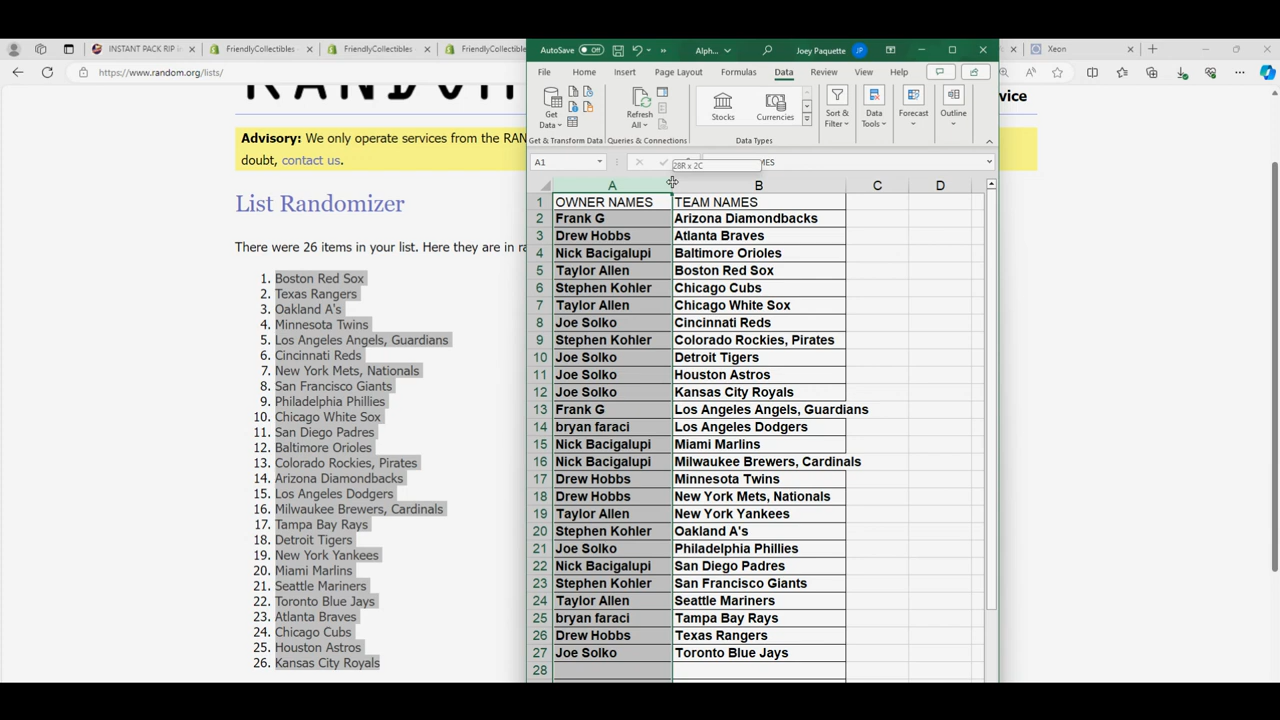 INSTANT PACK RIP in
FriendlyCollectibles
FriendlyCollectibles
FriendlyCollectibles
Xeon
https://www.random.org/lists/
Advisory: We only operate services from the RAN
doubt, contact us.
List Randomizer
There were 26 items in your list. Here they are in ra
1. Boston Red Sox
2. Texas Rangers
3. Oakland A's
4. Minnesota Twins
5. Los Angeles Angels, Guardians
6. Cincinnati Reds
7. New York Mets, Nationals
8. San Francisco Giants
9. Philadelphia Phillies
10. Chicago White Sox
11. San Diego Padres
12. Baltimore Orioles
13. Colorado Rockies, Pirates
14. Arizona Diamondbacks
15. Los Angeles Dodgers
16. Milwaukee Brewers, Cardinals
17. Tampa Bay Rays
18. Detroit Tigers
19. New York Yankees
20. Miami Marlins
21. Seattle Mariners
22. Toronto Blue Jays
23. Atlanta Braves
24. Chicago Cubs
25. Houston Astros
26. Kansas City Royals
AutoSave Off Alph... Joey Paquette JP
File Home Insert Page Layout Formulas Data Review View Help
Get Data Refresh All Stocks Currencies Sort & Filter Data Tools Forecast Outline
Get & Transform Data Queries & Connections Data Types
A1
28R x 2C
A B C D
1 OWNER NAMES TEAM NAMES
2 Frank G Arizona Diamondbacks
3 Drew Hobbs Atlanta Braves
4 Nick Bacigalupi Baltimore Orioles
5 Taylor Allen Boston Red Sox
6 Stephen Kohler Chicago Cubs
7 Taylor Allen Chicago White Sox
8 Joe Solko Cincinnati Reds
9 Stephen Kohler Colorado Rockies, Pirates
10 Joe Solko Detroit Tigers
11 Joe Solko Houston Astros
12 Joe Solko Kansas City Royals
13 Frank G Los Angeles Angels, Guardians
14 bryan faraci Los Angeles Dodgers
15 Nick Bacigalupi Miami Marlins
16 Nick Bacigalupi Milwaukee Brewers, Cardinals
17 Drew Hobbs Minnesota Twins
18 Drew Hobbs New York Mets, Nationals
19 Taylor Allen New York Yankees
20 Stephen Kohler Oakland A's
21 Joe Solko Philadelphia Phillies
22 Nick Bacigalupi San Diego Padres
23 Stephen Kohler San Francisco Giants
24 Taylor Allen Seattle Mariners
25 bryan faraci Tampa Bay Rays
26 Drew Hobbs Texas Rangers
27 Joe Solko Toronto Blue Jays
28